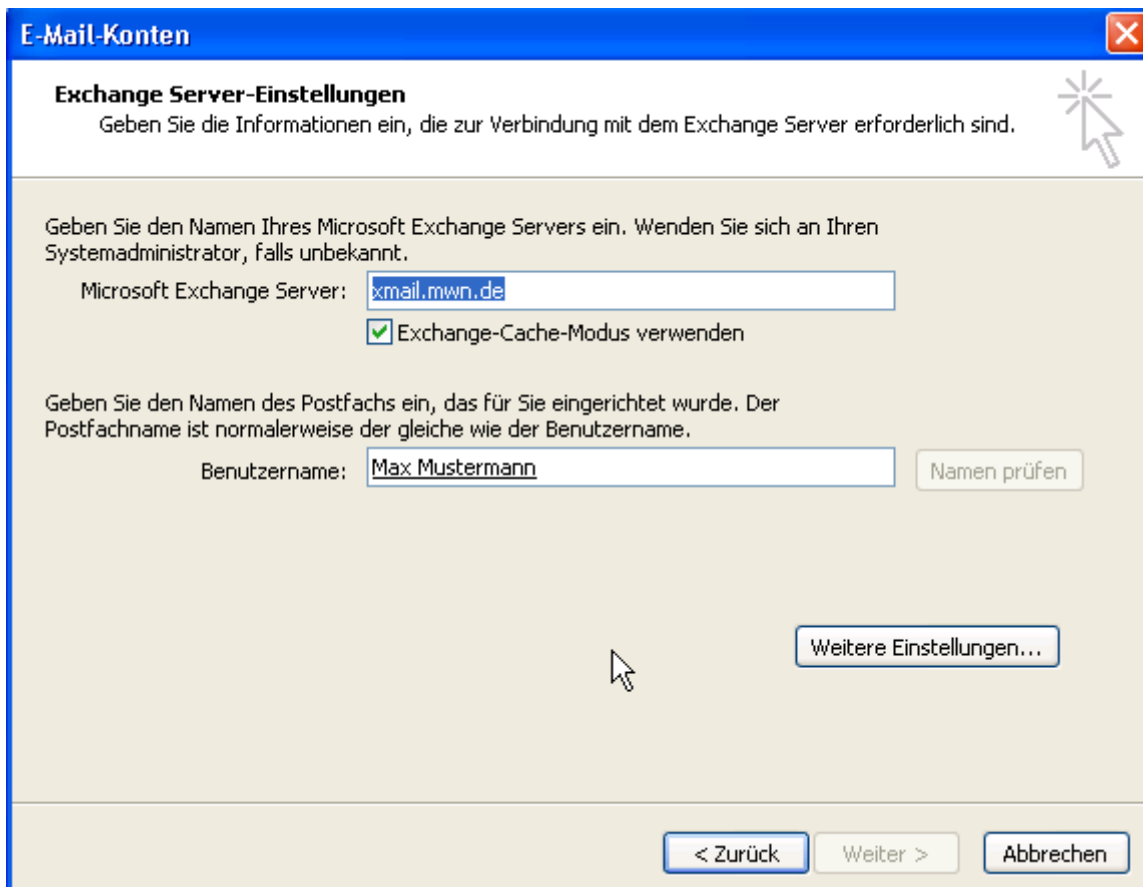 E-Mail-Konten
Exchange Server-Einstellungen
Geben Sie die Informationen ein, die zur Verbindung mit dem Exchange Server erforderlich sind.
Geben Sie den Namen Ihres Microsoft Exchange Servers ein. Wenden Sie sich an Ihren
Systemadministrator, falls unbekannt.
Microsoft Exchange Server: xmail.mwn.de
Exchange-Cache-Modus verwenden
Geben Sie den Namen des Postfachs ein, das für Sie eingerichtet wurde. Der
Postfachname ist normalerweise der gleiche wie der Benutzername.
Benutzername: Max Mustermann Namen prüfen
Weitere Einstellungen...
< Zurück Weiter > Abbrechen